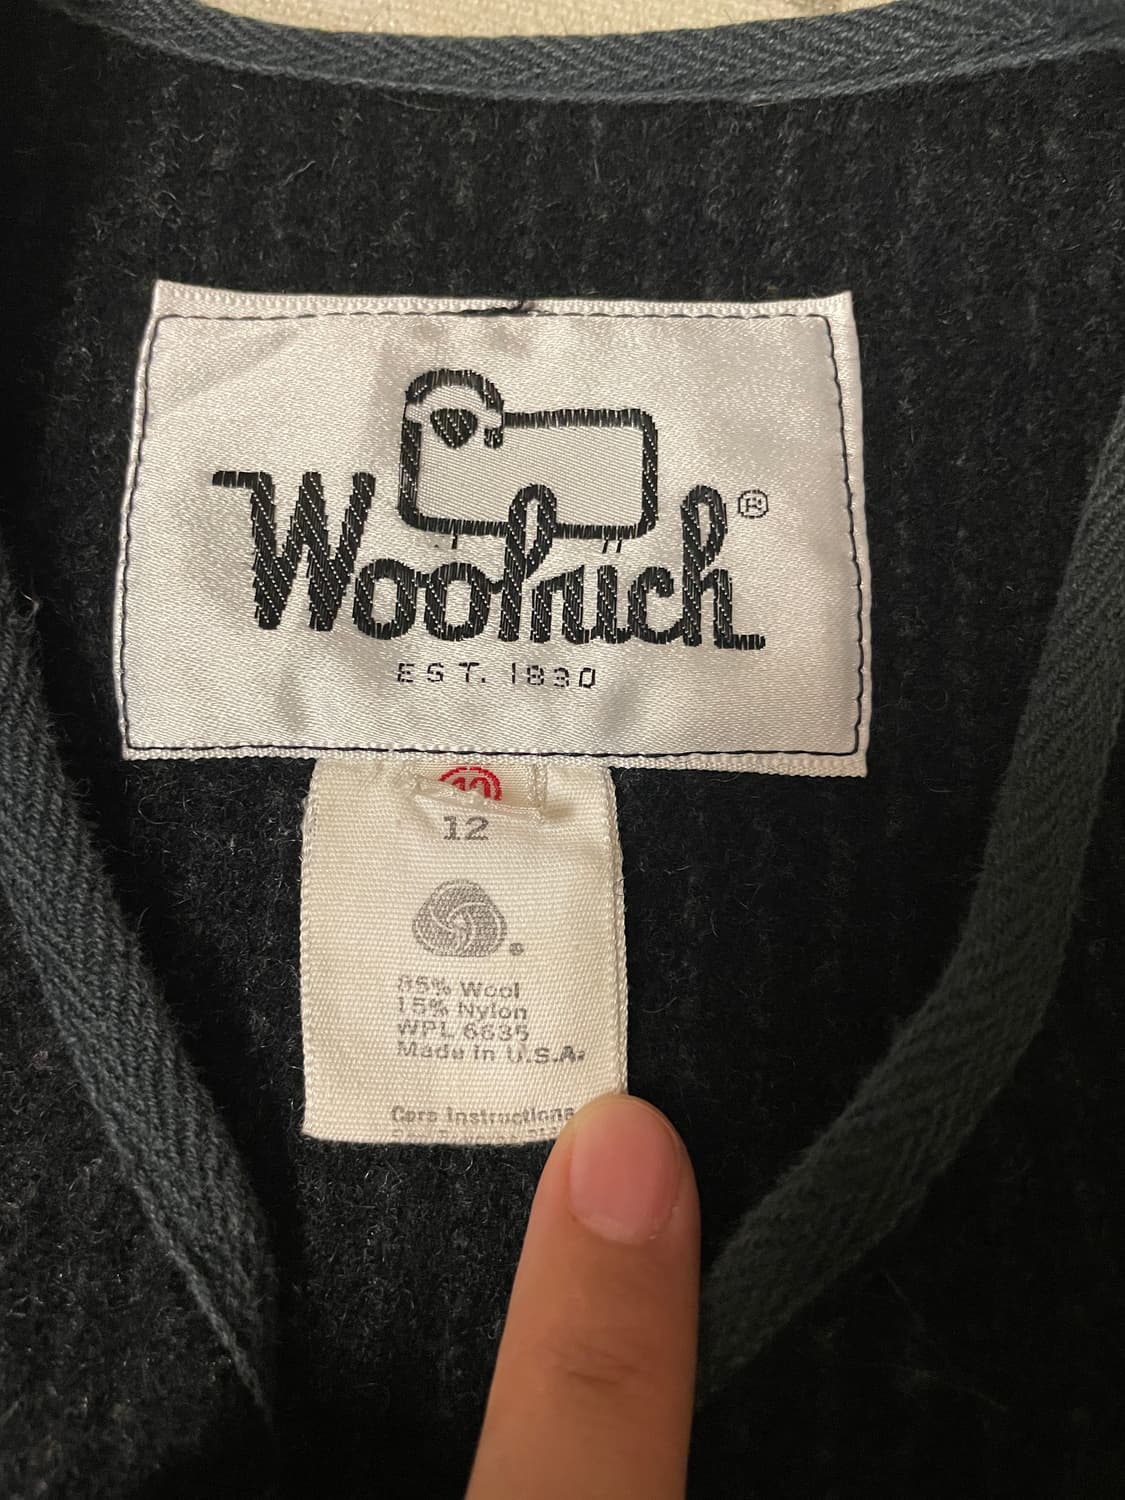 Woolrich®
EST. 1830
12
85% Wool
15% Nylon
WPL 6635
Made in U.S.A.
Care Instructions